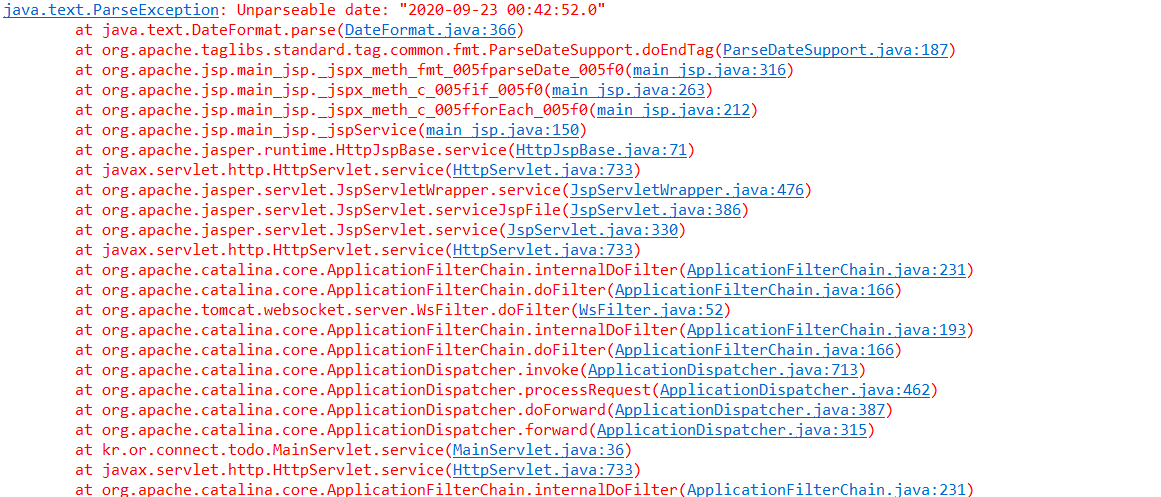 java.text.ParseException: Unparseable date: "2020-09-23 00:42:52.0"
at java.text.DateFormat.parse(DateFormat.java:366)
at org.apache.taglibs.standard.tag.common.fmt.ParseDateSupport.doEndTag(ParseDateSupport.java:187)
at org.apache.jsp.main_jsp._jspx_meth_fmt_005fparseDate_005f0(main_jsp.java:316)
at org.apache.jsp.main_jsp._jspx_meth_c_005fif_005f0(main_jsp.java:263)
at org.apache.jsp.main_jsp._jspx_meth_c_005fforEach_005f0(main_jsp.java:212)
at org.apache.jsp.main_jsp._jspService(main_jsp.java:150)
at org.apache.jasper.runtime.HttpJspBase.service(HttpJspBase.java:71)
at javax.servlet.http.HttpServlet.service(HttpServlet.java:733)
at org.apache.jasper.servlet.JspServletWrapper.service(JspServletWrapper.java:476)
at org.apache.jasper.servlet.JspServlet.serviceJspFile(JspServlet.java:386)
at org.apache.jasper.servlet.JspServlet.service(JspServlet.java:330)
at javax.servlet.http.HttpServlet.service(HttpServlet.java:733)
at org.apache.catalina.core.ApplicationFilterChain.internalDoFilter(ApplicationFilterChain.java:231)
at org.apache.catalina.core.ApplicationFilterChain.doFilter(ApplicationFilterChain.java:166)
at org.apache.tomcat.websocket.server.WsFilter.doFilter(WsFilter.java:52)
at org.apache.catalina.core.ApplicationFilterChain.internalDoFilter(ApplicationFilterChain.java:193)
at org.apache.catalina.core.ApplicationFilterChain.doFilter(ApplicationFilterChain.java:166)
at org.apache.catalina.core.ApplicationDispatcher.invoke(ApplicationDispatcher.java:713)
at org.apache.catalina.core.ApplicationDispatcher.processRequest(ApplicationDispatcher.java:462)
at org.apache.catalina.core.ApplicationDispatcher.doForward(ApplicationDispatcher.java:387)
at org.apache.catalina.core.ApplicationDispatcher.forward(ApplicationDispatcher.java:315)
at kr.or.connect.todo.MainServlet.service(MainServlet.java:36)
at javax.servlet.http.HttpServlet.service(HttpServlet.java:733)
at org.apache.catalina.core.ApplicationFilterChain.internalDoFilter(ApplicationFilterChain.java:231)